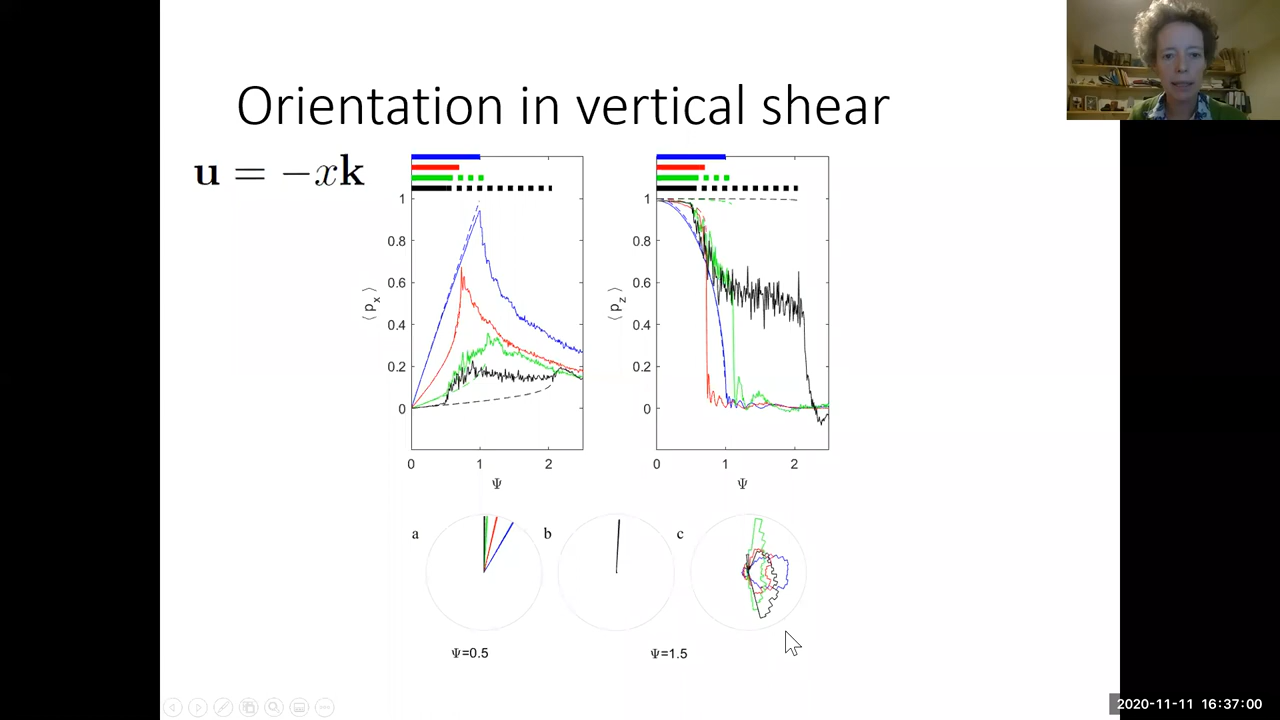 Orientation in vertical shear
u = −xk
1
0.8
0.6
0.4
0.2
0
⟨ p_x ⟩
0 1 2
Ψ
1
0.8
0.6
0.4
0.2
0
⟨ p_z ⟩
0 1 2
Ψ
a b c
Ψ=0.5 Ψ=1.5
2020-11-11 16:37:00